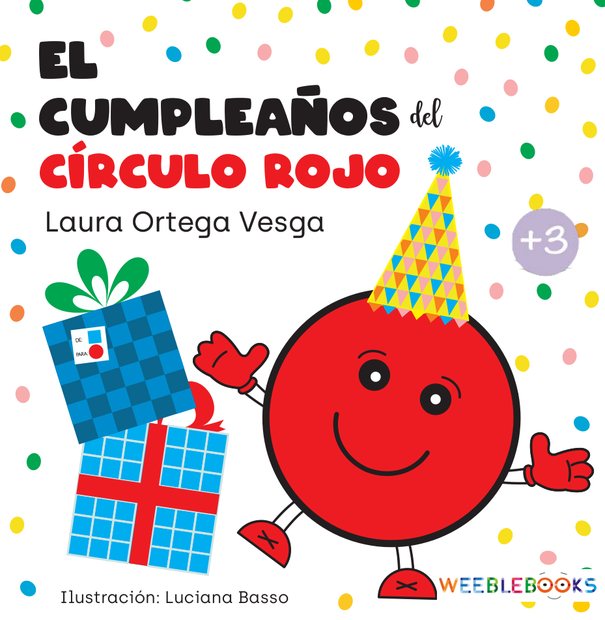 EL
CUMPLEAÑOS del
CÍRCULO ROJO
Laura Ortega Vesga
+3
DE:
PARA:
WEEBLEBOOKS
Ilustración: Luciana Basso